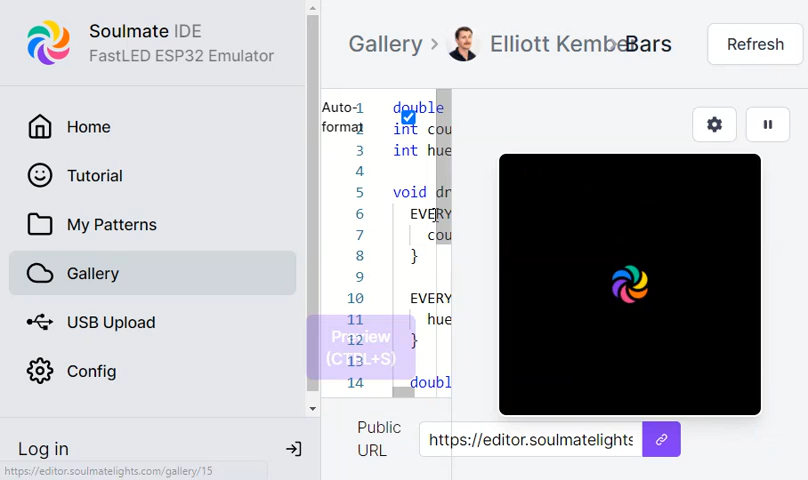 Soulmate IDE
FastLED ESP32 Emulator
Home
Tutorial
My Patterns
Gallery
USB Upload
Config
Log in
https://editor.soulmatelights.com/gallery/15
Gallery
Elliott Kember
Bars
Refresh
Auto-
format
1 double
2 int cou
3 int hue
4
5 void dr
6 EVERY
7 cou
8 }
9
10 EVERY
11 hue
12 }
13
14 doubl
Preview
(CTRL+S)
Public
URL
https://editor.soulmatelights